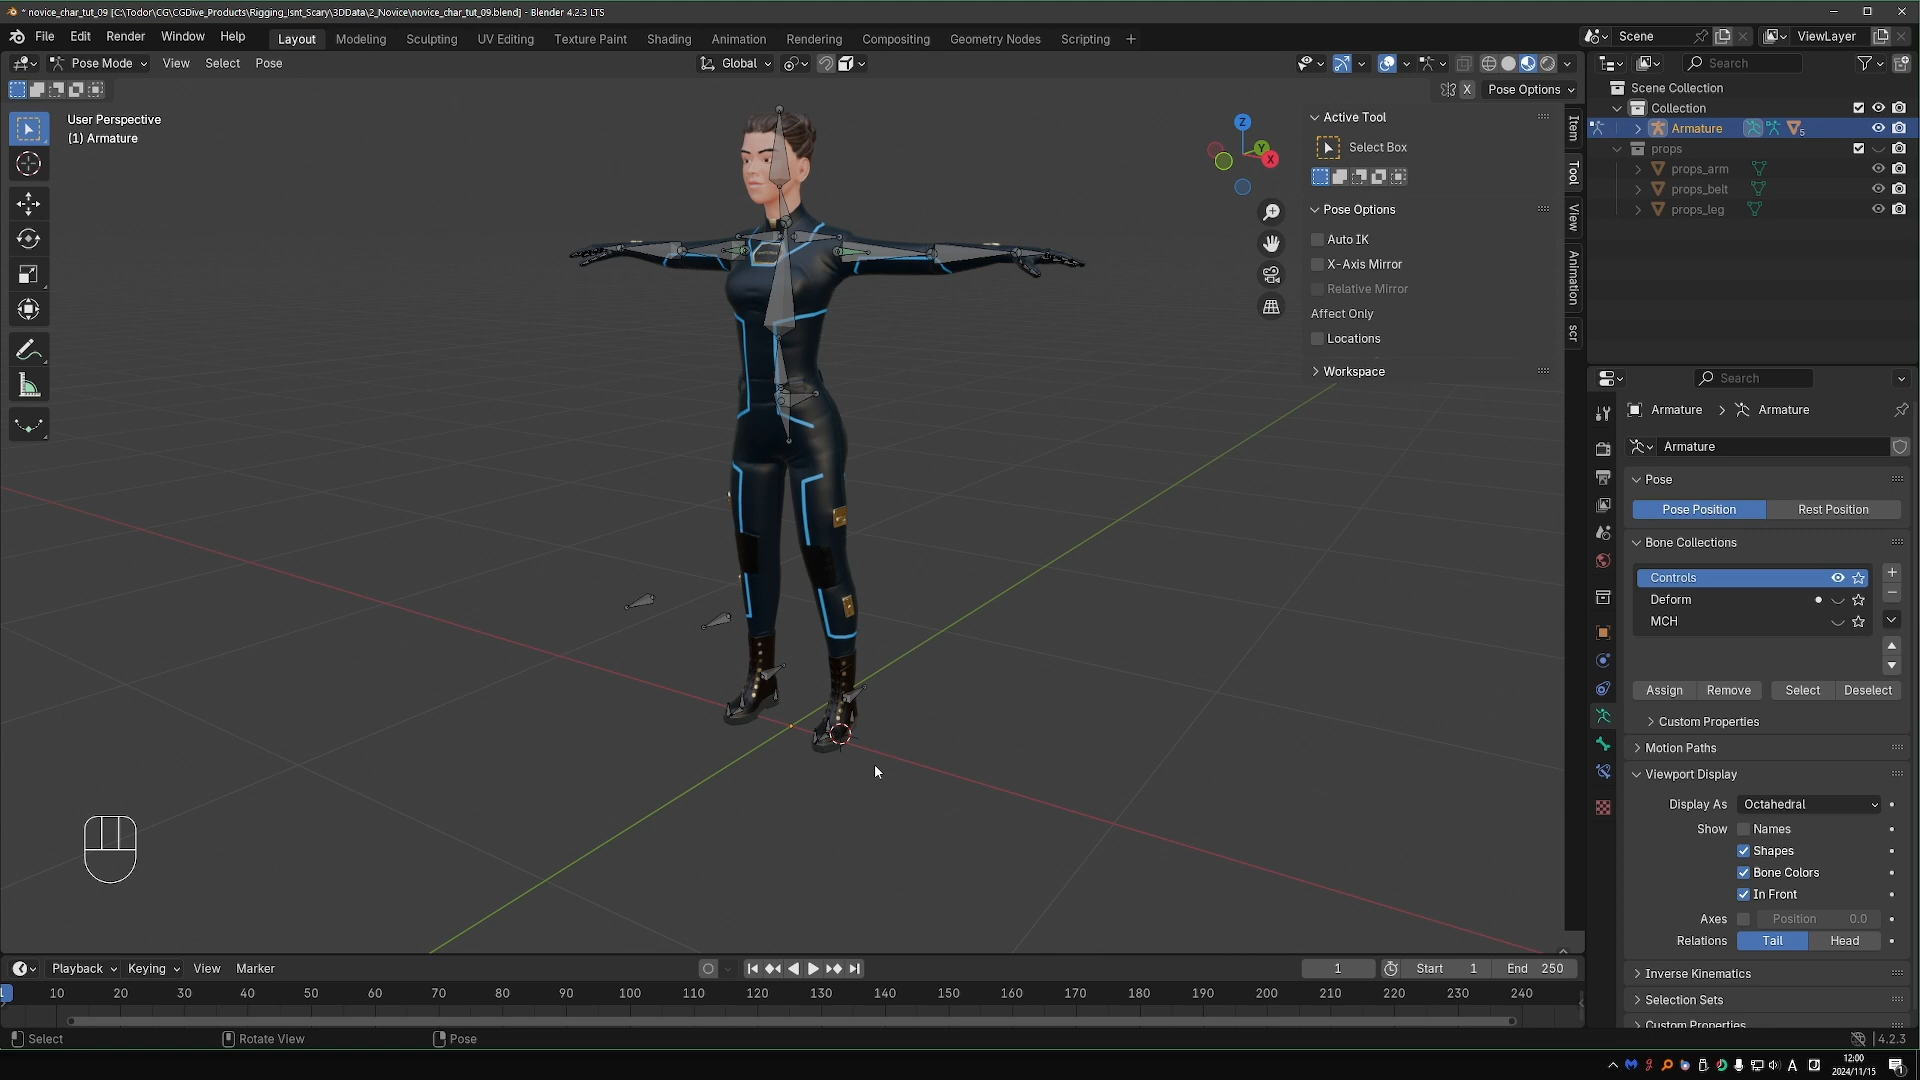 * novice_char_tut_09 [C:\Todor\CG\CGDive_Products\Rigging_Isnt_Scary\3DData\2_Novice\novice_char_tut_09.blend] - Blender 4.2.3 LTS
File Edit Render Window Help Layout Modeling Sculpting UV Editing Texture Paint Shading Animation Rendering Compositing Geometry Nodes Scripting + Scene ViewLayer
Pose Mode View Select Pose Global Search
X Pose Options
Scene Collection
Collection
Armature 5
props
props_arm
props_belt
props_leg
User Perspective
(1) Armature
Z
Y
X
Active Tool
Select Box
Pose Options
Auto IK
X-Axis Mirror
Relative Mirror
Affect Only
Locations
Workspace
Item
Tool
View
Animation
scr
Search
Armature > Armature
Armature
Pose
Pose Position Rest Position
Bone Collections
Controls
Deform
MCH
Assign Remove Select Deselect
Custom Properties
Motion Paths
Viewport Display
Display As Octahedral
Show Names
Shapes
Bone Colors
In Front
Axes Position 0.0
Relations Tail Head
Inverse Kinematics
Selection Sets
Custom Properties
Playback Keying View Marker 1 Start 1 End 250
1 10 20 30 40 50 60 70 80 90 100 110 120 130 140 150 160 170 180 190 200 210 220 230 240
Select Rotate View Pose 4.2.3
A 12:00
2024/11/15